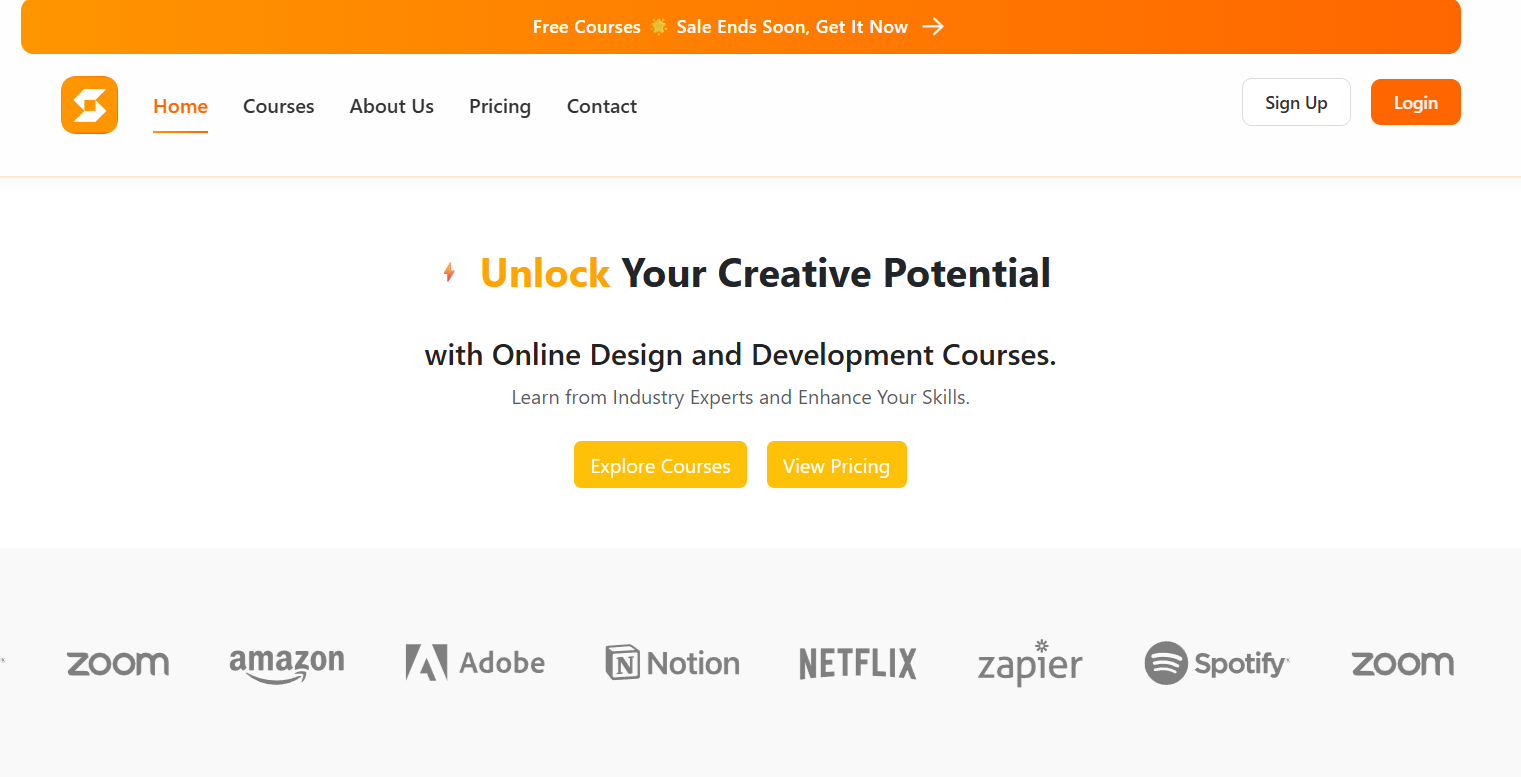 Free Courses 🌟 Sale Ends Soon, Get It Now →
Home Courses About Us Pricing Contact Sign Up Login
Unlock Your Creative Potential
with Online Design and Development Courses.
Learn from Industry Experts and Enhance Your Skills.
Explore Courses View Pricing
zoom amazon Adobe Notion NETFLIX zapier Spotify zoom